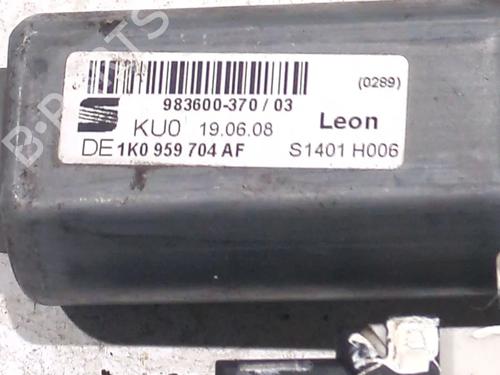 (0289)
983600-370 / 03
KU0 19.06.08 Leon
DE 1K0 959 704 AF S1401 H006
B-PARTS